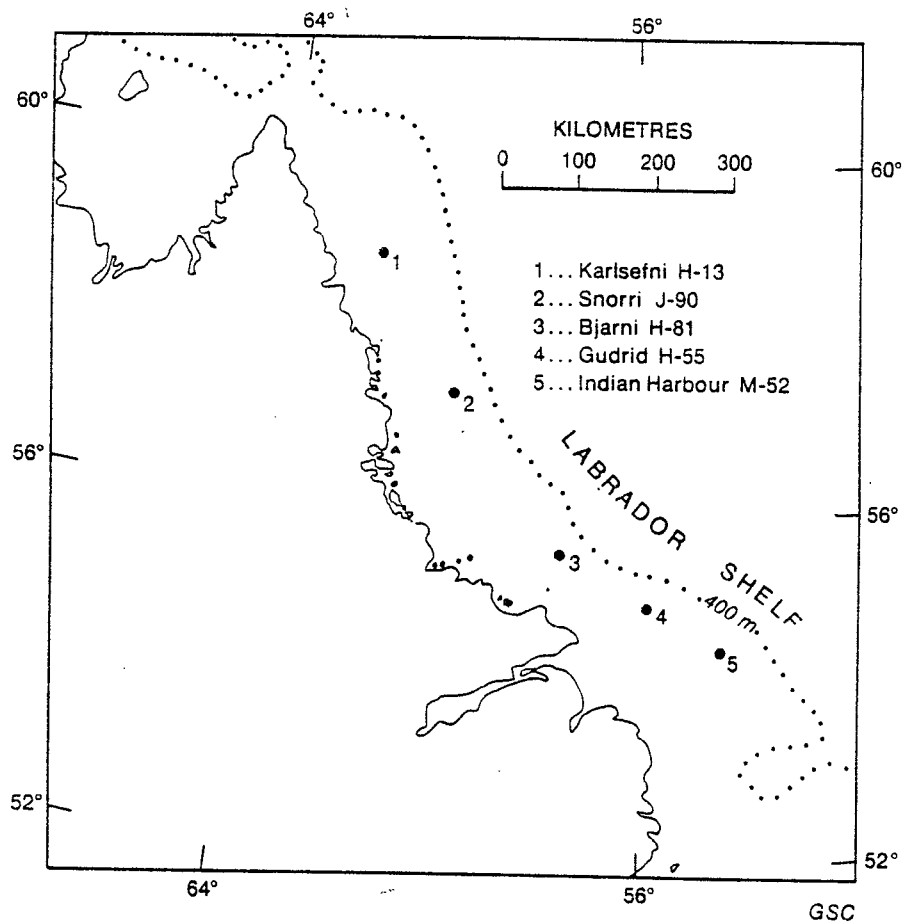 64°
56°
60°
KILOMETRES
0 100 200 300
60°
1... Karlsefni H-13
2... Snorri J-90
3... Bjarni H-81
4... Gudrid H-55
5... Indian Harbour M-52
1
2
56°
LABRADOR SHELF
56°
3
400 m.
4
5
52°
52°
64°
56°
GSC